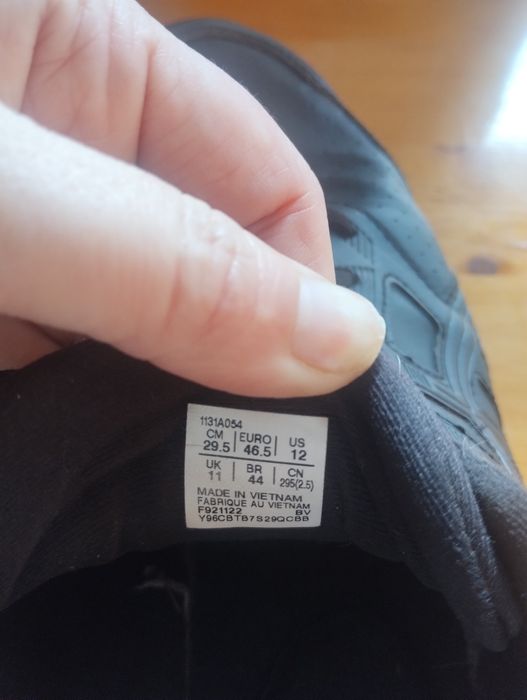 1131A054
CM 29.5 | EURO 46.5 | US 12
UK 11 | BR 44 | CN 295(2.5)
MADE IN VIETNAM
FABRIQUE AU VIETNAM
F921122 BV
Y96CBTB7S29QCBB